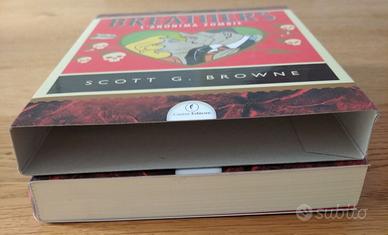 BREATHERS
L'ANONIMA ZOMBIE
SCOTT G. BROWNE
subito